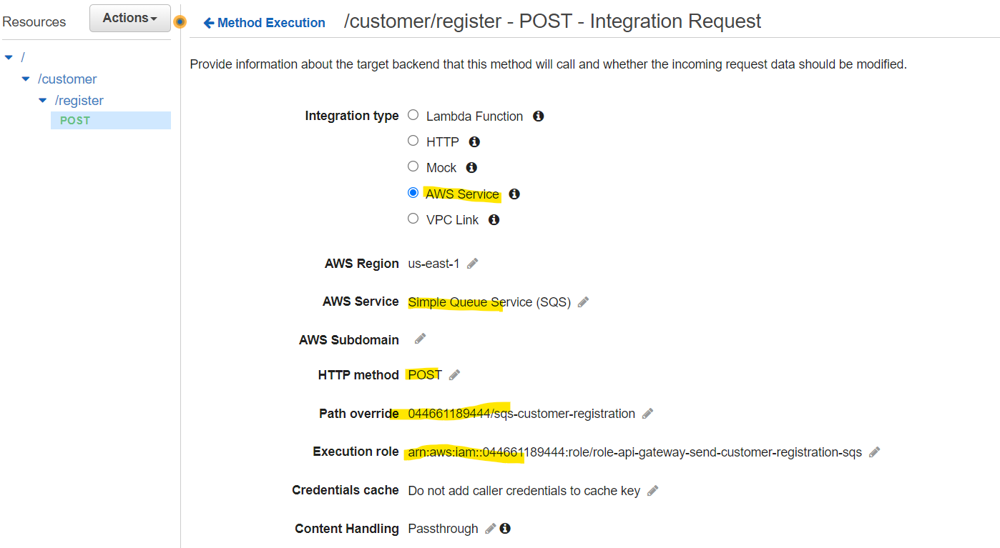 Resources
Actions
Method Execution
/customer/register - POST - Integration Request
/
/customer
/register
POST
Provide information about the target backend that this method will call and whether the incoming request data should be modified.
Integration type
Lambda Function
HTTP
Mock
AWS Service
VPC Link
AWS Region us-east-1
AWS Service Simple Queue Service (SQS)
AWS Subdomain
HTTP method POST
Path override 044661189444/sqs-customer-registration
Execution role arn:aws:iam::044661189444:role/role-api-gateway-send-customer-registration-sqs
Credentials cache Do not add caller credentials to cache key
Content Handling Passthrough